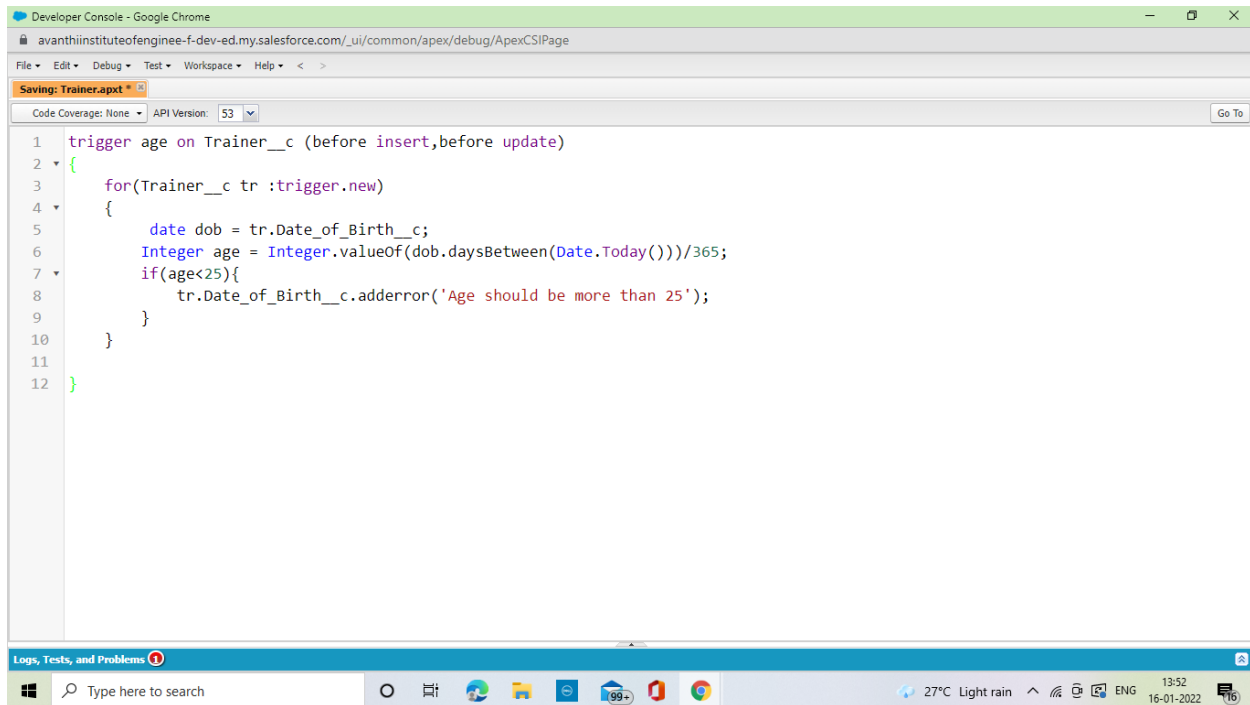 Developer Console - Google Chrome
avanthiinstituteofenginee-f-dev-ed.my.salesforce.com/_ui/common/apex/debug/ApexCSIPage
File Edit Debug Test Workspace Help < >
Saving: Trainer.apxt *
Code Coverage: None API Version: 53 Go To
1 trigger age on Trainer__c (before insert,before update)
2 {
3 for(Trainer__c tr :trigger.new)
4 {
5 date dob = tr.Date_of_Birth__c;
6 Integer age = Integer.valueOf(dob.daysBetween(Date.Today()))/365;
7 if(age<25){
8 tr.Date_of_Birth__c.adderror('Age should be more than 25');
9 }
10 }
11
12 }
Logs, Tests, and Problems 1
Type here to search 99+ 27°C Light rain ENG 13:52
16-01-2022 16